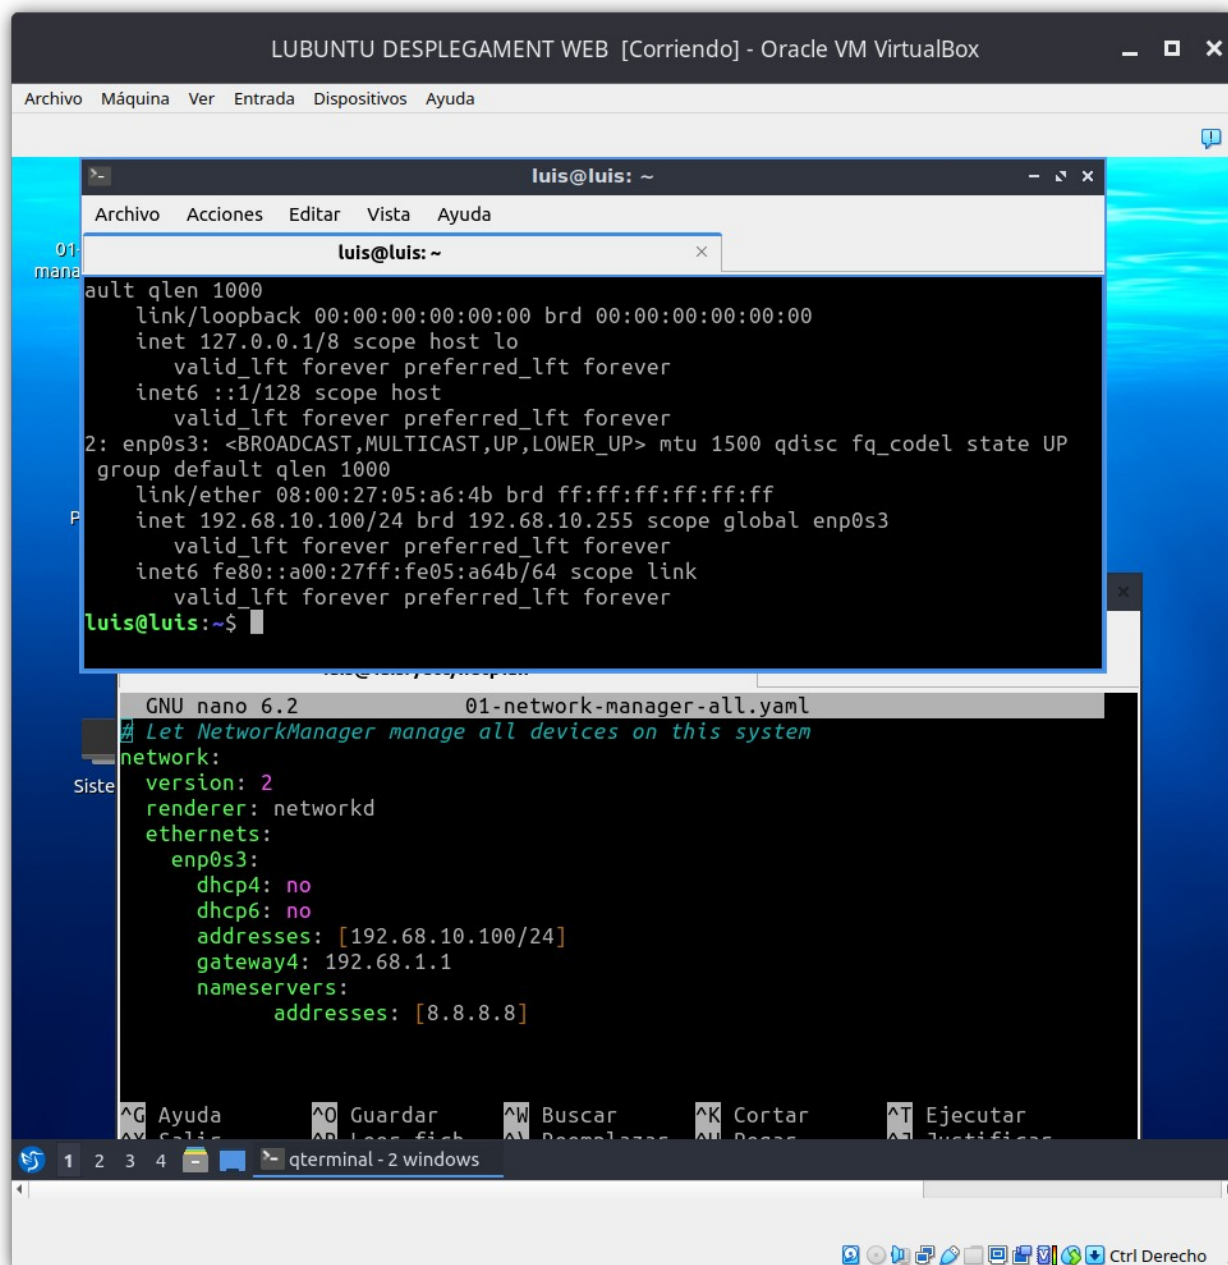 LUBUNTU DESPLEGAMENT WEB [Corriendo] - Oracle VM VirtualBox
Archivo Máquina Ver Entrada Dispositivos Ayuda
luis@luis: ~
Archivo Acciones Editar Vista Ayuda
luis@luis: ~
01-
mana
ault qlen 1000
link/loopback 00:00:00:00:00:00 brd 00:00:00:00:00:00
inet 127.0.0.1/8 scope host lo
valid_lft forever preferred_lft forever
inet6 ::1/128 scope host
valid_lft forever preferred_lft forever
2: enp0s3: <BROADCAST,MULTICAST,UP,LOWER_UP> mtu 1500 qdisc fq_codel state UP
group default qlen 1000
link/ether 08:00:27:05:a6:4b brd ff:ff:ff:ff:ff:ff
P
inet 192.68.10.100/24 brd 192.68.10.255 scope global enp0s3
valid_lft forever preferred_lft forever
inet6 fe80::a00:27ff:fe05:a64b/64 scope link
valid_lft forever preferred_lft forever
luis@luis:~$
GNU nano 6.2 01-network-manager-all.yaml
# Let NetworkManager manage all devices on this system
network:
version: 2
Siste
renderer: networkd
ethernets:
enp0s3:
dhcp4: no
dhcp6: no
addresses: [192.68.10.100/24]
gateway4: 192.68.1.1
nameservers:
addresses: [8.8.8.8]
^G Ayuda ^O Guardar ^W Buscar ^K Cortar ^T Ejecutar
1 2 3 4 qterminal - 2 windows
Ctrl Derecho